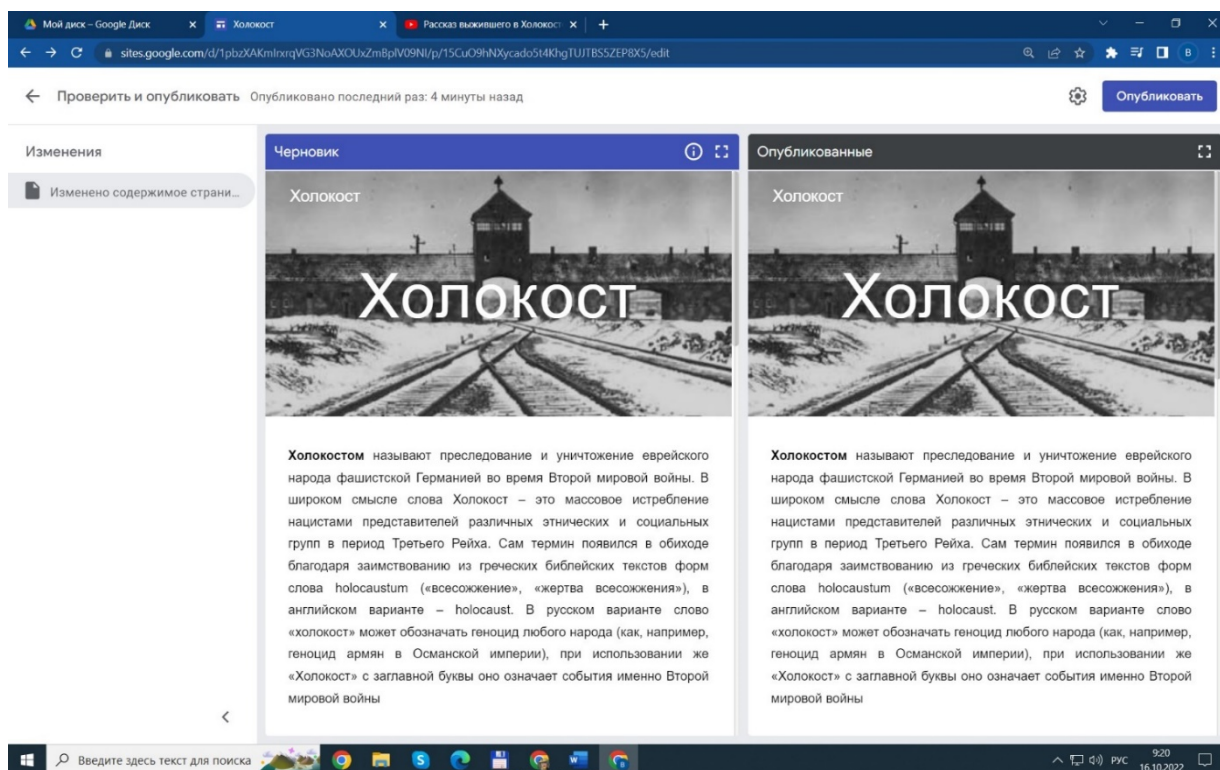 Мой диск – Google Диск
Холокост
Рассказ выжившего в Холокост
sites.google.com/d/1pbzXAKmIrxrqVG3NoAXOUxZmBplV09NI/p/15CuO9hNXycado5t4KhgTUJTBS5ZEP8X5/edit
В
Проверить и опубликовать Опубликовано последний раз: 4 минуты назад
Опубликовать
Изменения
Изменено содержимое страни...
Черновик
Холокост
Холокост
Холокостом называют преследование и уничтожение еврейского
народа фашистской Германией во время Второй мировой войны. В
широком смысле слова Холокост – это массовое истребление
нацистами представителей различных этнических и социальных
групп в период Третьего Рейха. Сам термин появился в обиходе
благодаря заимствованию из греческих библейских текстов форм
слова holocaustum («всесожжение», «жертва всесожжения»), в
английском варианте – holocaust. В русском варианте слово
«холокост» может обозначать геноцид любого народа (как, например,
геноцид армян в Османской империи), при использовании же
«Холокост» с заглавной буквы оно означает события именно Второй
мировой войны
Опубликованные
Холокост
Холокост
Холокостом называют преследование и уничтожение еврейского
народа фашистской Германией во время Второй мировой войны. В
широком смысле слова Холокост – это массовое истребление
нацистами представителей различных этнических и социальных
групп в период Третьего Рейха. Сам термин появился в обиходе
благодаря заимствованию из греческих библейских текстов форм
слова holocaustum («всесожжение», «жертва всесожжения»), в
английском варианте – holocaust. В русском варианте слово
«холокост» может обозначать геноцид любого народа (как, например,
геноцид армян в Османской империи), при использовании же
«Холокост» с заглавной буквы оно означает события именно Второй
мировой войны
Введите здесь текст для поиска
РУС
9:20
16.10.2022